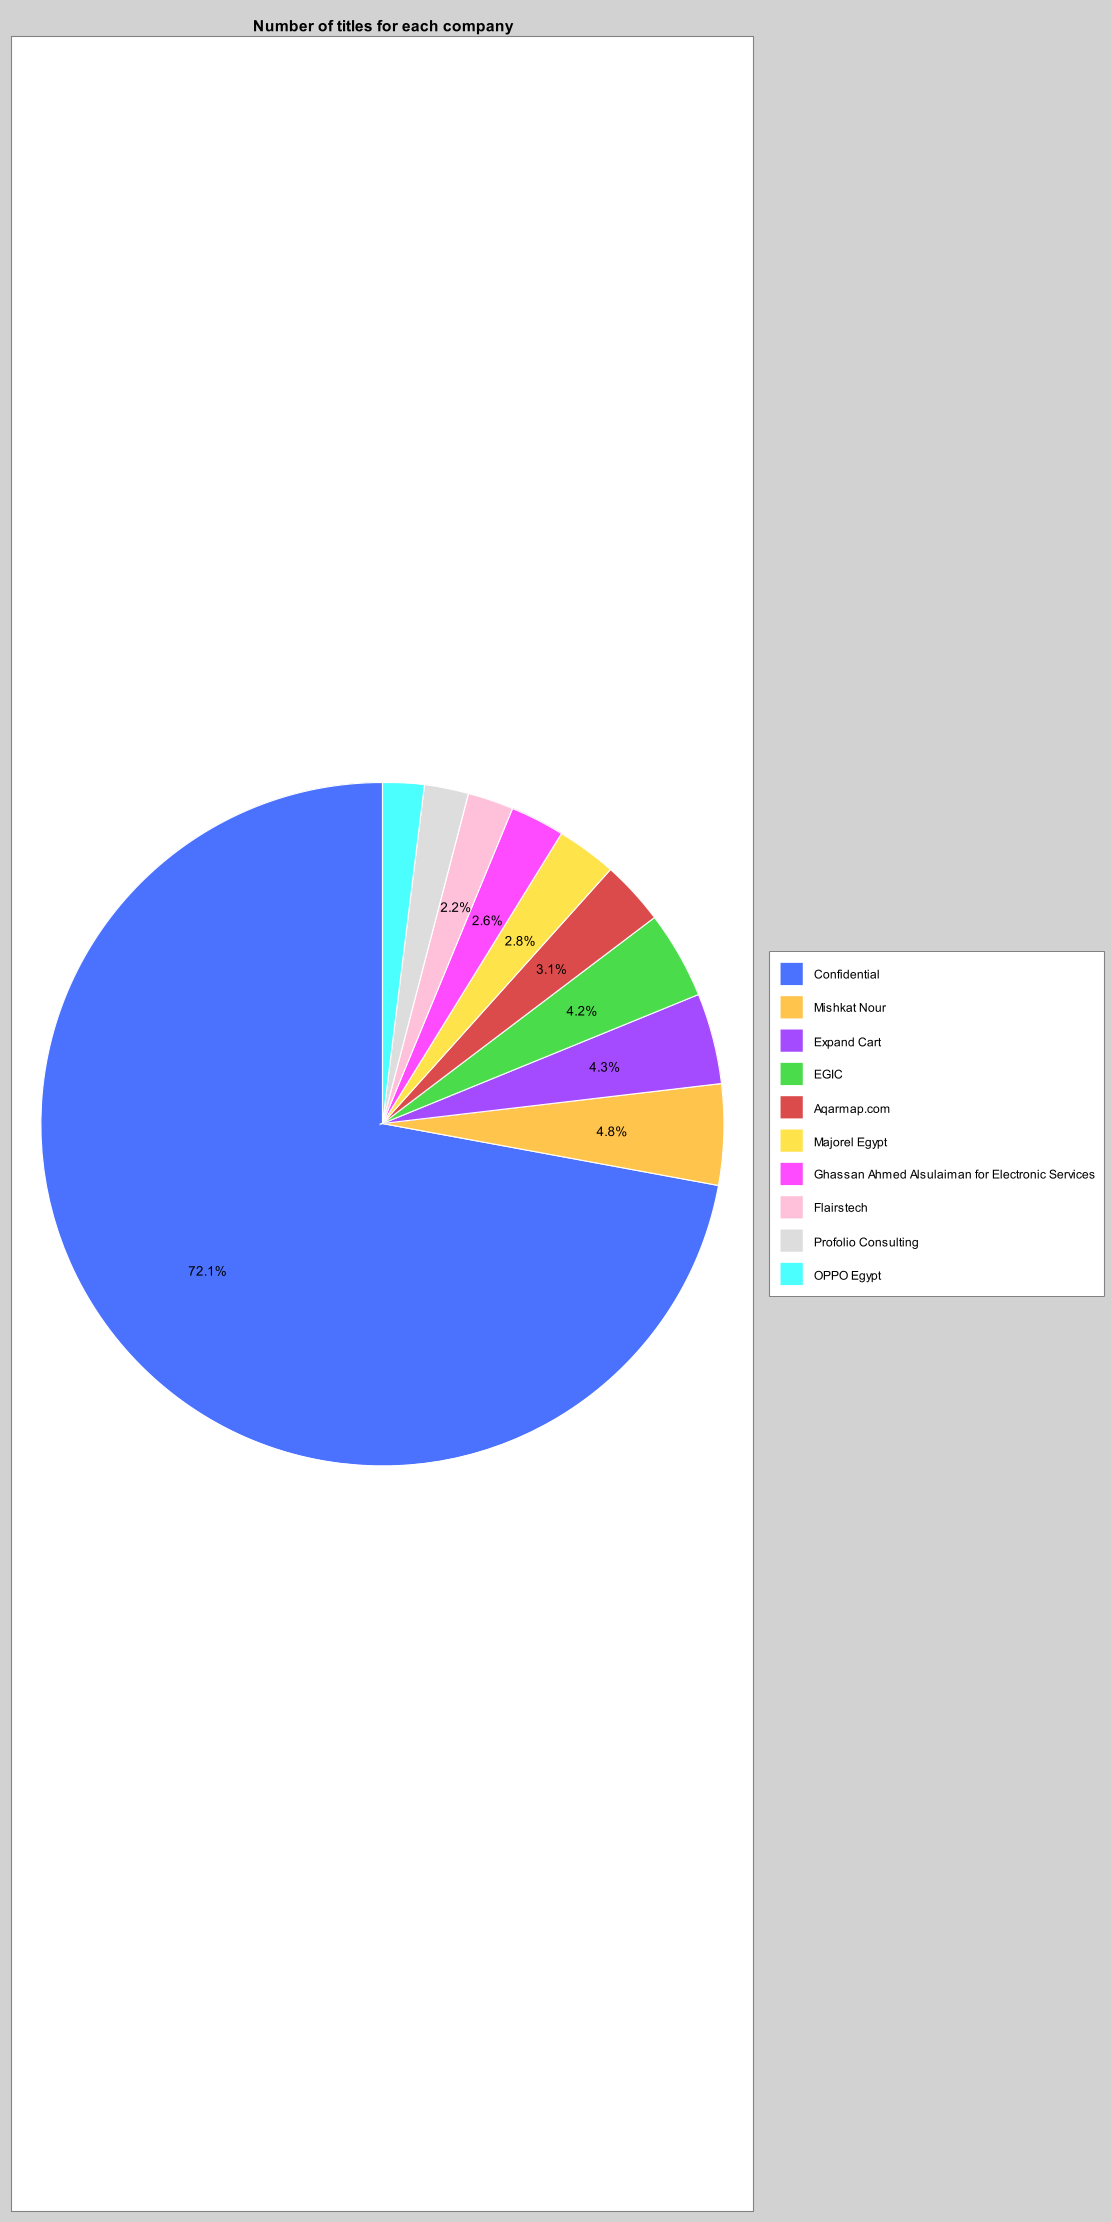 Number of titles for each company
2.2%
2.6%
2.8%
3.1%
4.2%
4.3%
4.8%
72.1%
Confidential
Mishkat Nour
Expand Cart
EGIC
Aqarmap.com
Majorel Egypt
Ghassan Ahmed Alsulaiman for Electronic Services
Flairstech
Profolio Consulting
OPPO Egypt